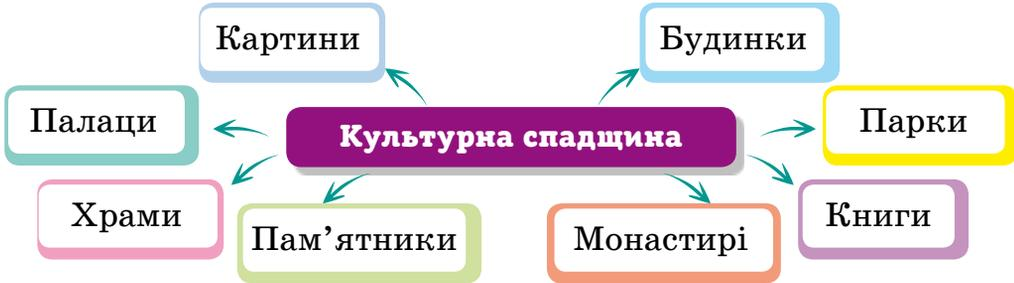 Картини
Будинки
Палаци
Культурна спадщина
Парки
Храми
Пам’ятники
Монастирі
Книги